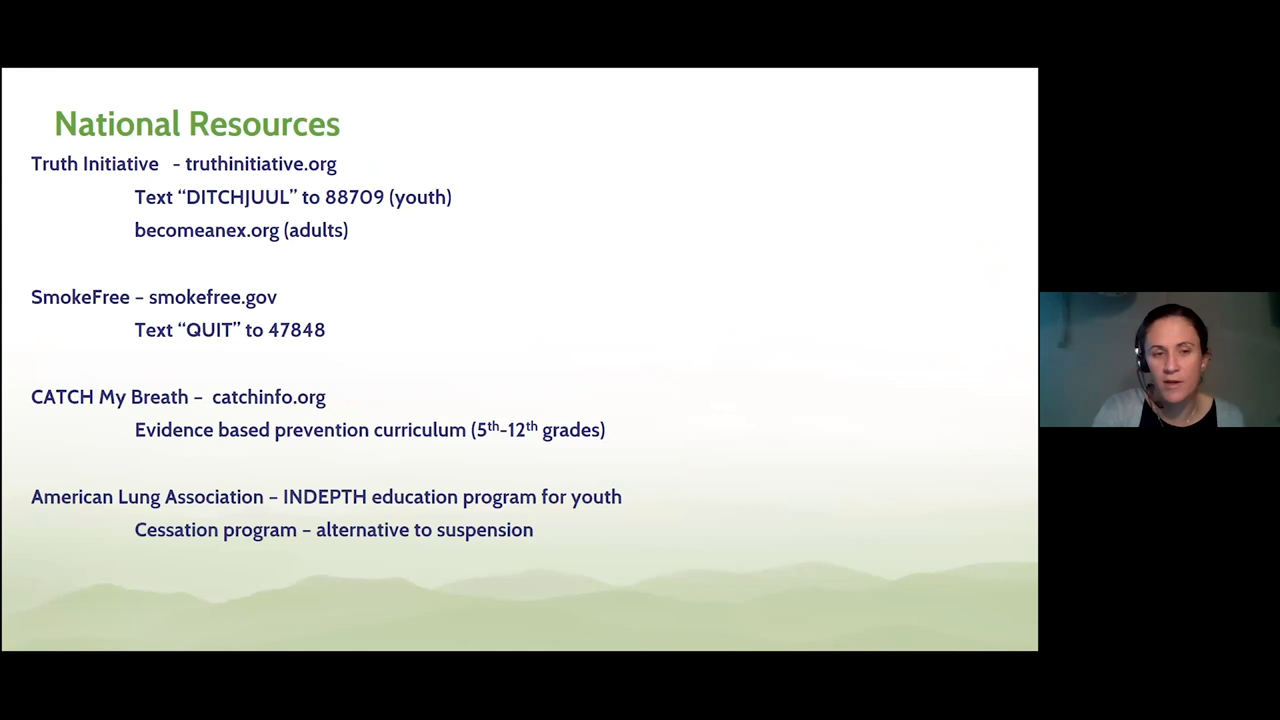 National Resources
Truth Initiative - truthinitiative.org
Text “DITCHJUUL” to 88709 (youth)
becomeanex.org (adults)
SmokeFree – smokefree.gov
Text “QUIT” to 47848
CATCH My Breath – catchinfo.org
Evidence based prevention curriculum (5th-12th grades)
American Lung Association – INDEPTH education program for youth
Cessation program – alternative to suspension